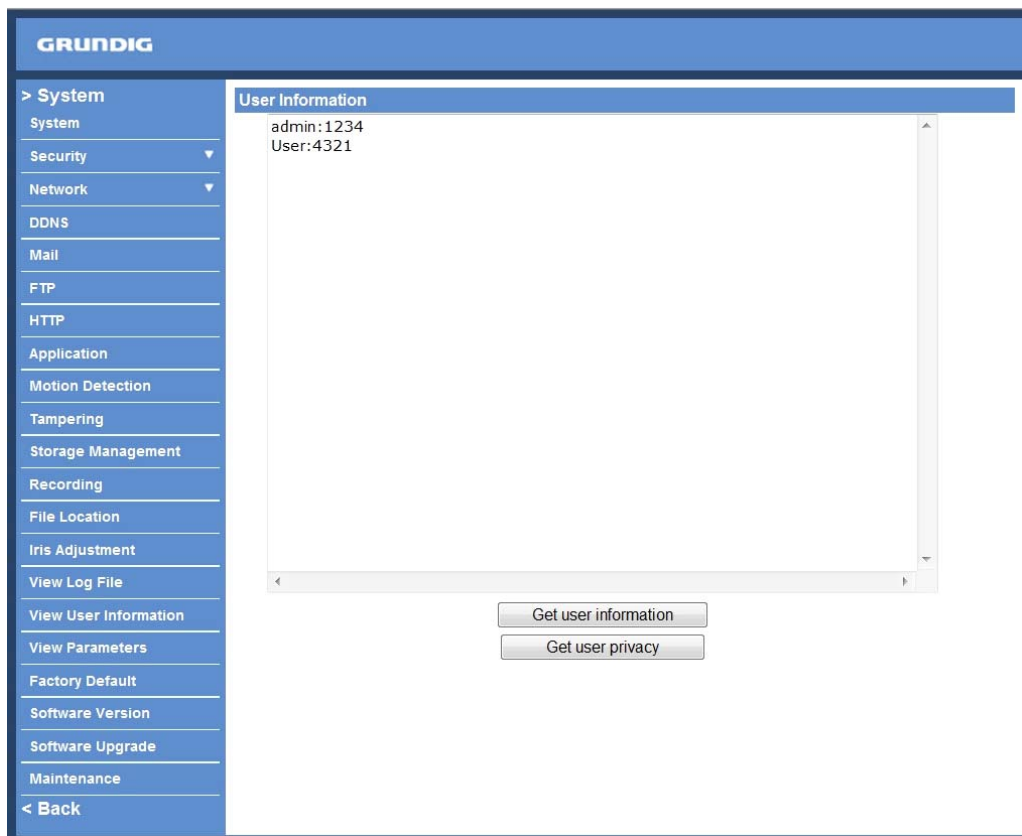 GRUNDIG
> System
System
Security
Network
DDNS
Mail
FTP
HTTP
Application
Motion Detection
Tampering
Storage Management
Recording
File Location
Iris Adjustment
View Log File
View User Information
View Parameters
Factory Default
Software Version
Software Upgrade
Maintenance
< Back
User Information
admin:1234
User:4321
Get user information
Get user privacy